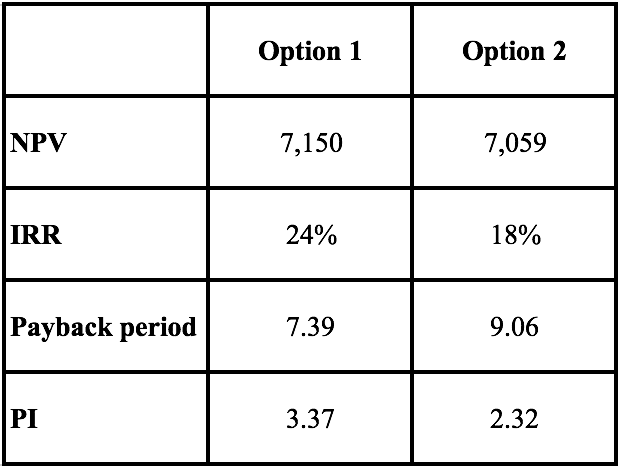 Option 1 Option 2
NPV 7,150 7,059
IRR 24% 18%
Payback period 7.39 9.06
PI 3.37 2.32